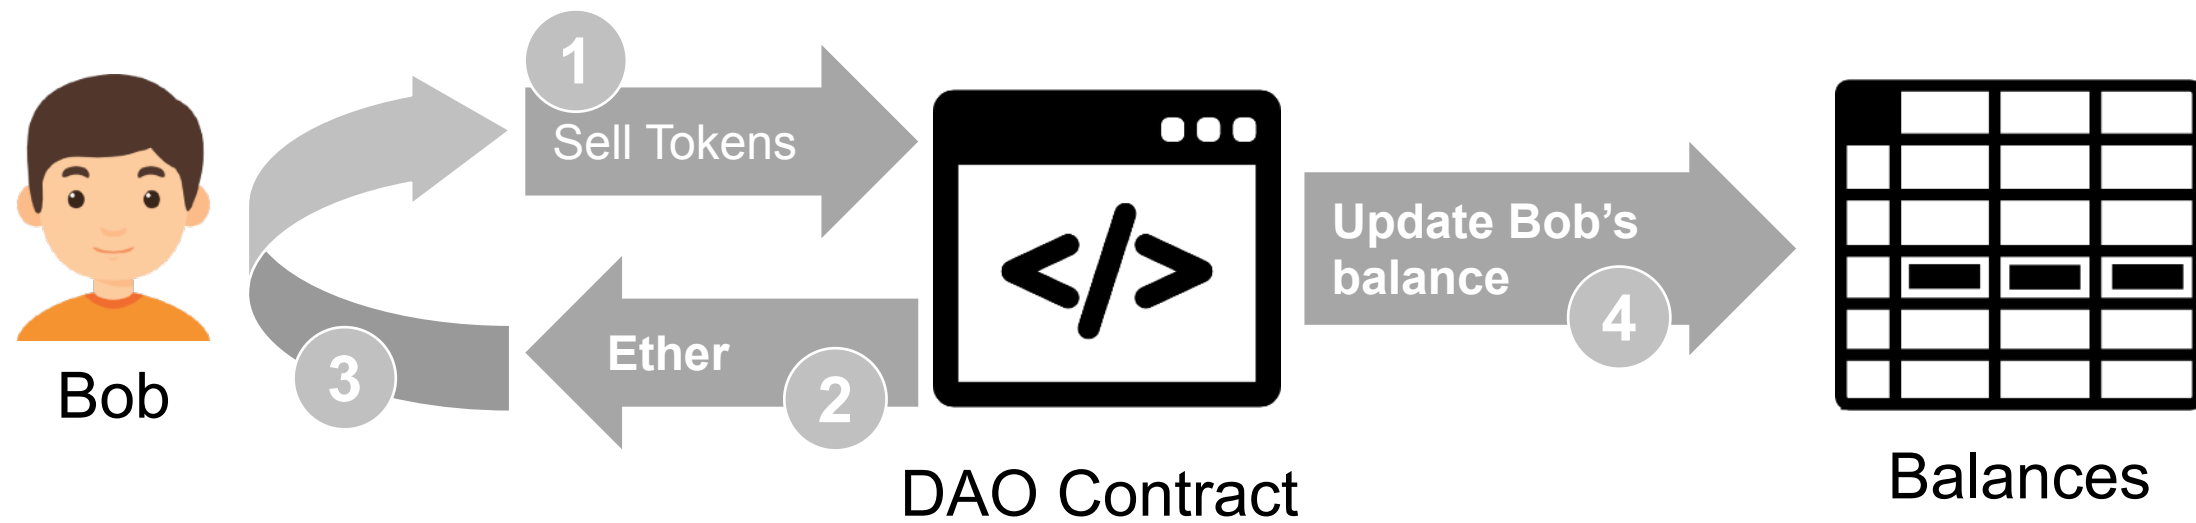 1
Sell Tokens
Bob
3
Ether
2
</>
DAO Contract
Update Bob’s
balance
4
Balances